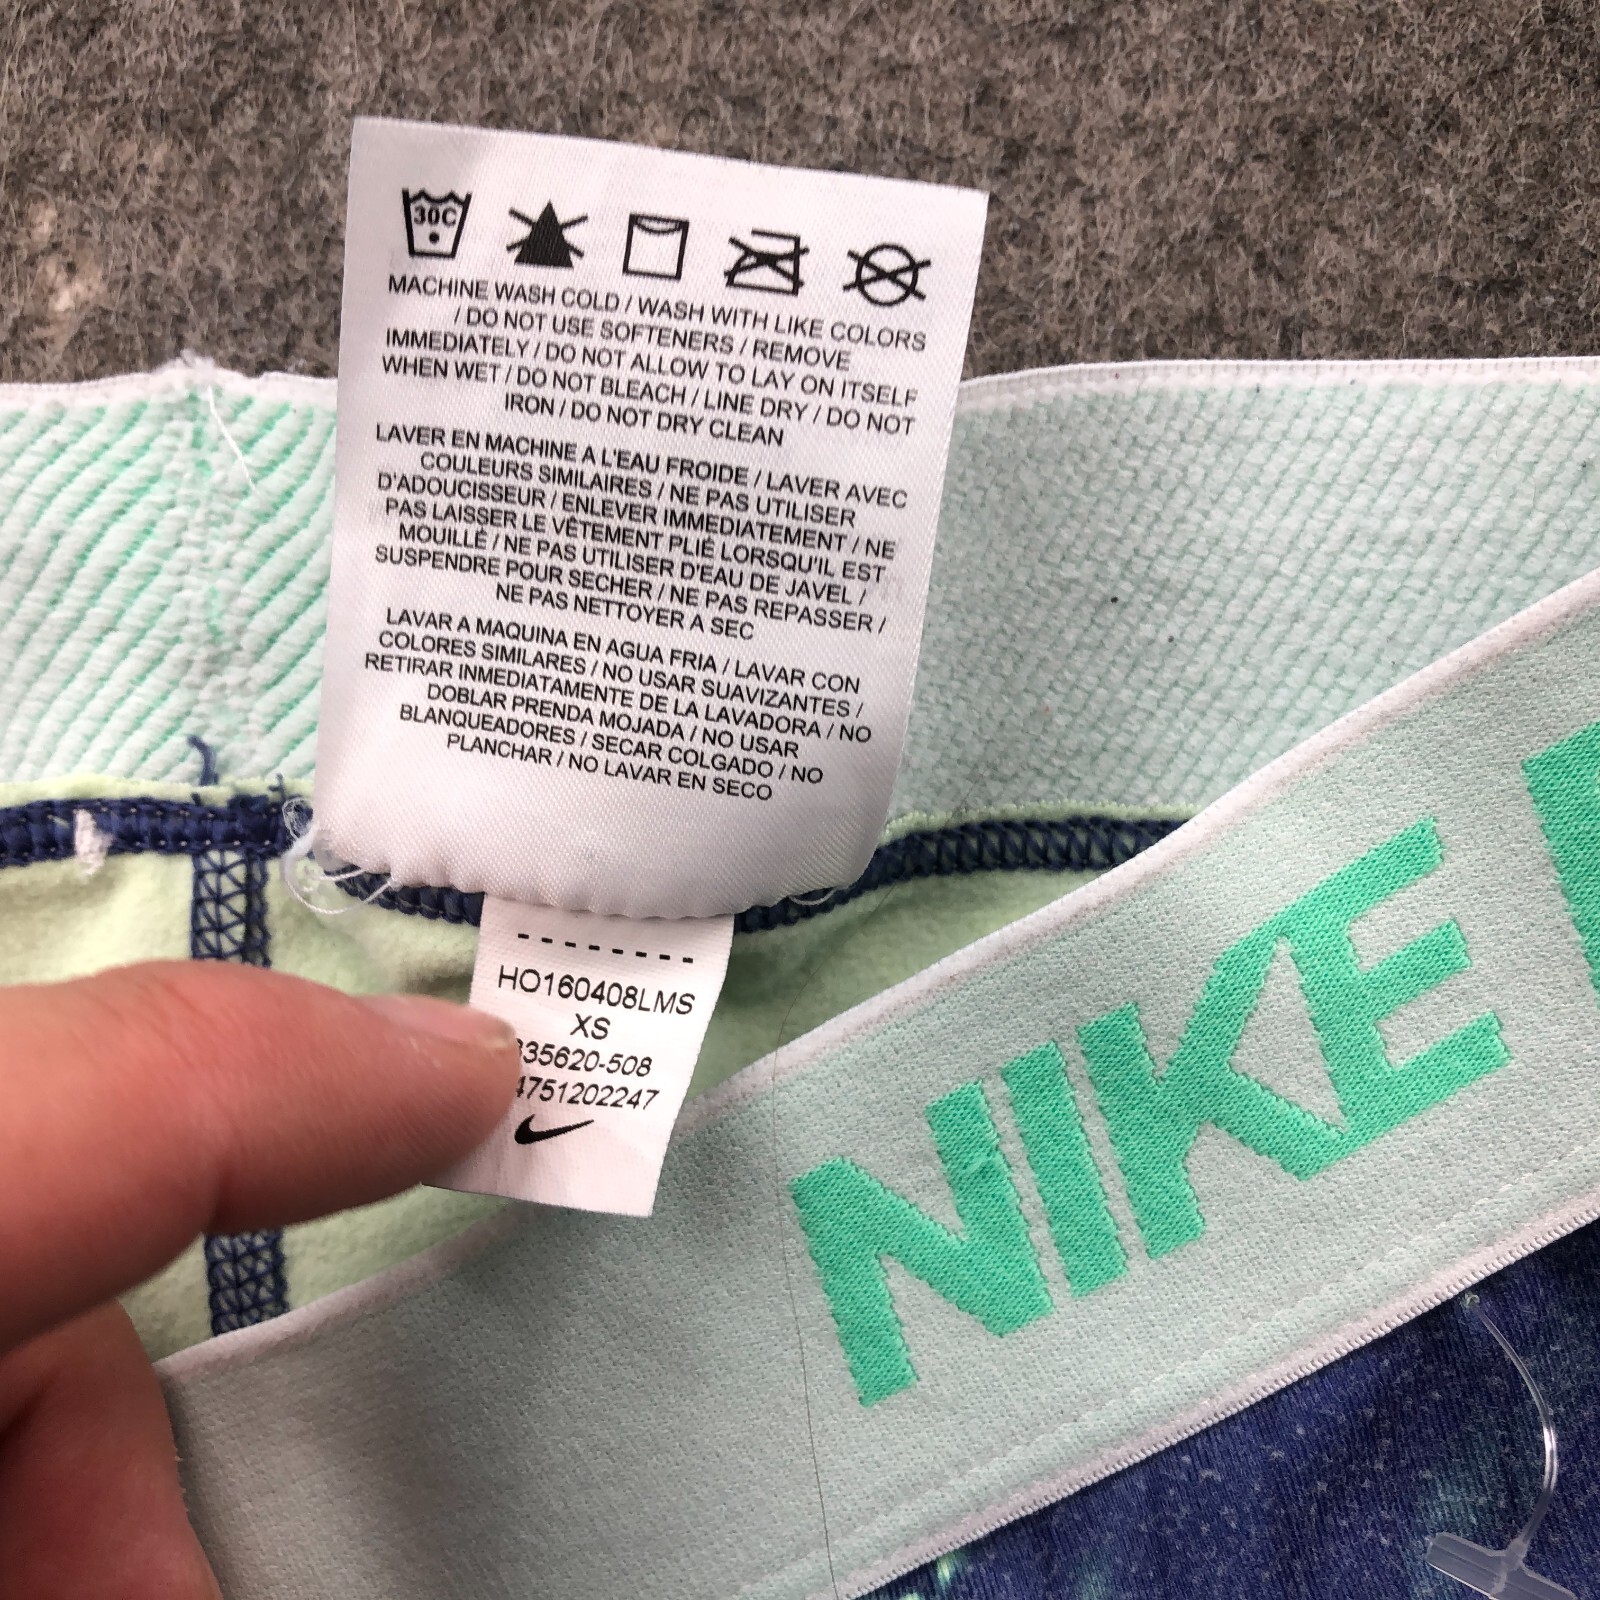 30C
MACHINE WASH COLD / WASH WITH LIKE COLORS
/ DO NOT USE SOFTENERS / REMOVE
IMMEDIATELY / DO NOT ALLOW TO LAY ON ITSELF
WHEN WET / DO NOT BLEACH / LINE DRY / DO NOT
IRON / DO NOT DRY CLEAN
LAVER EN MACHINE A L'EAU FROIDE / LAVER AVEC
COULEURS SIMILAIRES / NE PAS UTILISER
D'ADOUCISSEUR / ENLEVER IMMEDIATEMENT / NE
PAS LAISSER LE VÊTEMENT PLIÉ LORSQU'IL EST
MOUILLÉ / NE PAS UTILISER D'EAU DE JAVEL /
SUSPENDRE POUR SECHER / NE PAS REPASSER /
NE PAS NETTOYER A SEC
LAVAR A MAQUINA EN AGUA FRIA / LAVAR CON
COLORES SIMILARES / NO USAR SUAVIZANTES /
RETIRAR INMEDIATAMENTE DE LA LAVADORA / NO
DOBLAR PRENDA MOJADA / NO USAR
BLANQUEADORES / SECAR COLGADO / NO
PLANCHAR / NO LAVAR EN SECO
HO160408LMS
XS
35620-508
4751202247
NIKE